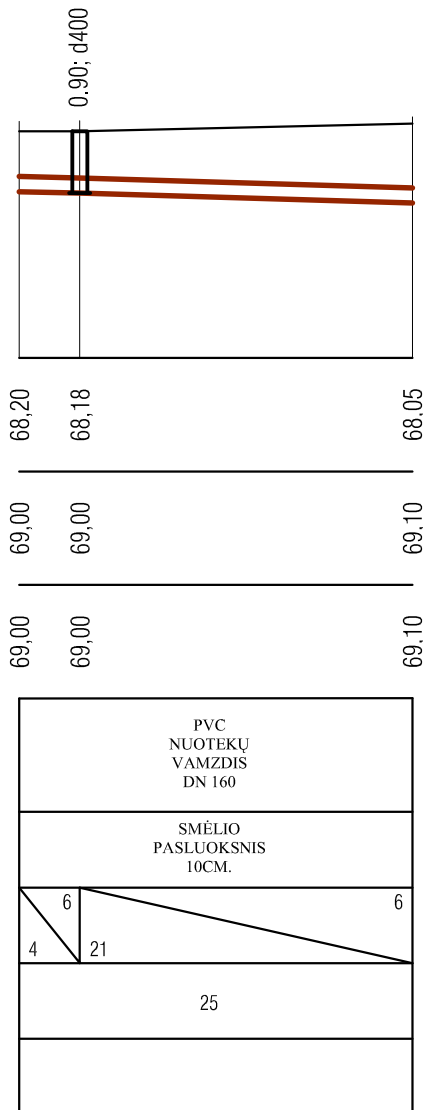 0.90; d400
68,20 68,18 68.05
69,00 69,00 69,10
69,00 69,00 69,10
PVC
NUOTEKŲ
VAMZDIS
DN 160
SMĖLIO
PASLUOKSNIS
10CM.
6 6
4 21
25